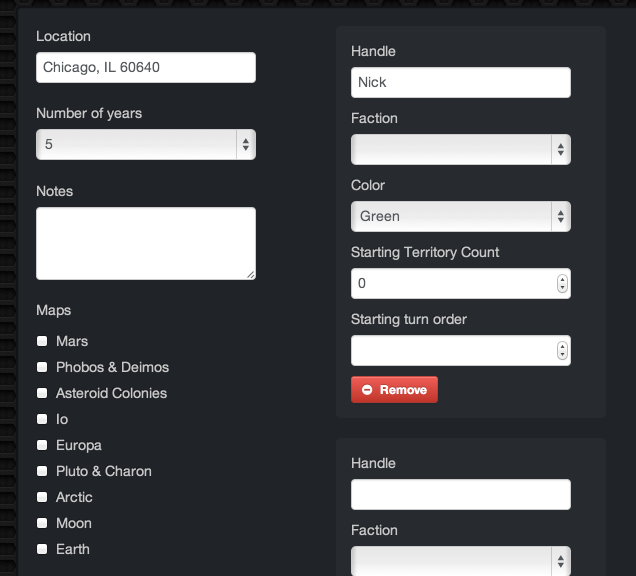 Location
Chicago, IL 60640
Number of years
5
Notes
Maps
Mars
Phobos & Deimos
Asteroid Colonies
Io
Europa
Pluto & Charon
Arctic
Moon
Earth
Handle
Nick
Faction
Color
Green
Starting Territory Count
0
Starting turn order
Remove
Handle
Faction